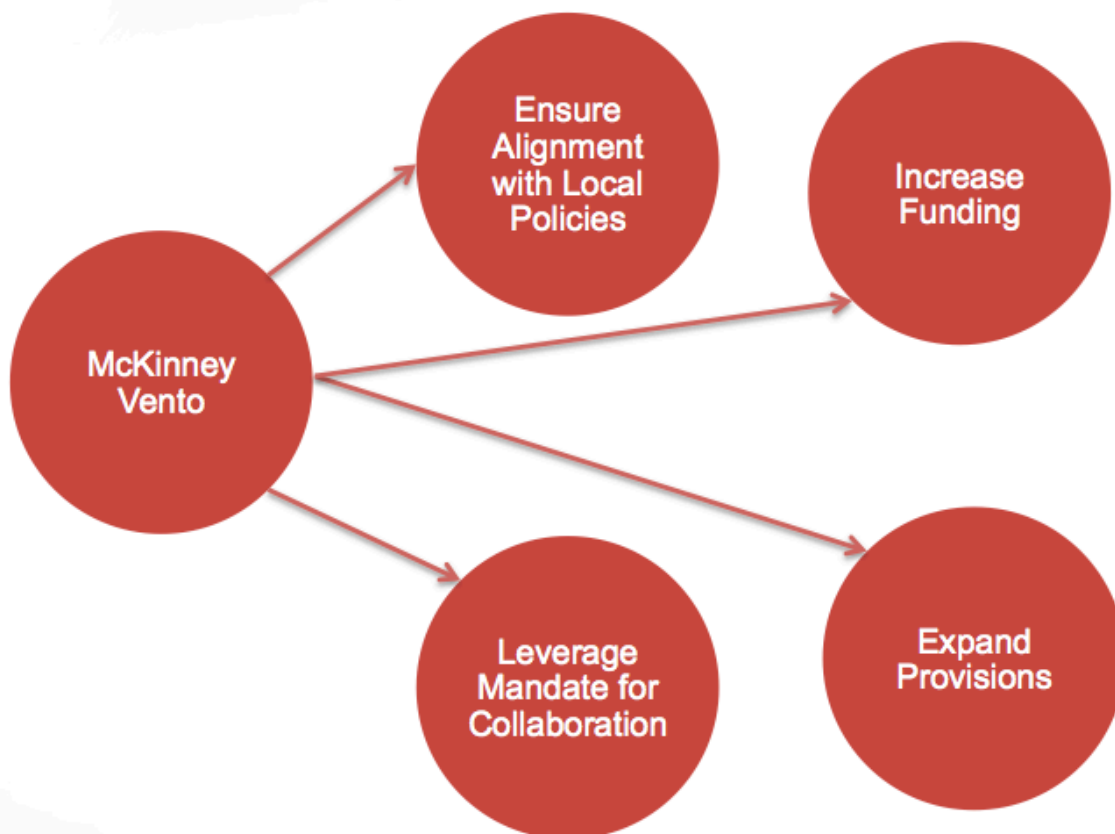 Ensure
Alignment
with Local
Policies
Increase
Funding
McKinney
Vento
Leverage
Mandate for
Collaboration
Expand
Provisions